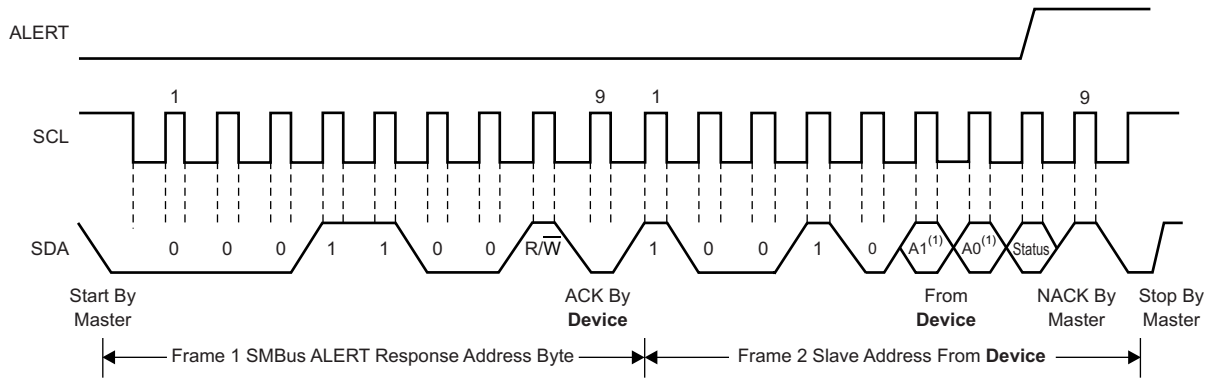 ALERT
1 9 1 9
SCL
SDA 0 0 0 1 1 0 0 R/W 1 0 0 1 0 A1(1) A0(1) Status
Start By
Master
ACK By
Device
From
Device
NACK By
Master
Stop By
Master
Frame 1 SMBus ALERT Response Address Byte
Frame 2 Slave Address From Device